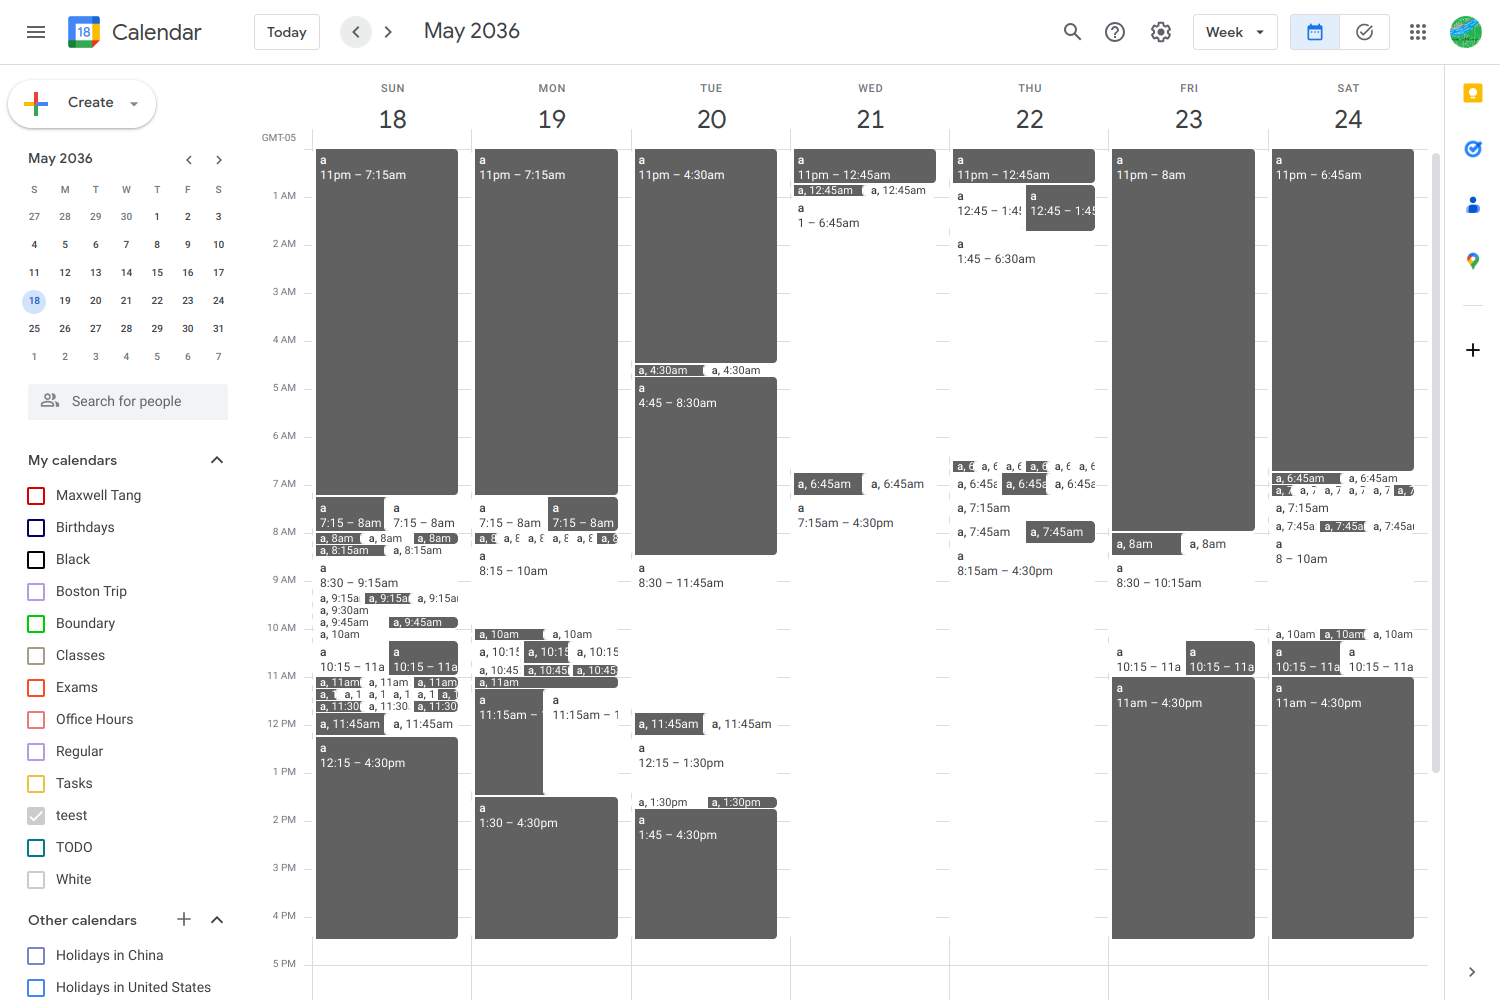 18
Calendar
Today
May 2036
Week
Create
May 2036
S M T W T F S
27 28 29 30 1 2 3
4 5 6 7 8 9 10
11 12 13 14 15 16 17
18 19 20 21 22 23 24
25 26 27 28 29 30 31
1 2 3 4 5 6 7
Search for people
My calendars
Maxwell Tang
Birthdays
Black
Boston Trip
Boundary
Classes
Exams
Office Hours
Regular
Tasks
teest
TODO
White
Other calendars
Holidays in China
Holidays in United States
GMT-05
1 AM
2 AM
3 AM
4 AM
5 AM
6 AM
7 AM
8 AM
9 AM
10 AM
11 AM
12 PM
1 PM
2 PM
3 PM
4 PM
5 PM
SUN
18
a
11pm – 7:15am
a
7:15 – 8am
a
7:15 – 8am
a, 8am a, 8am a, 8am
a, 8:15am a, 8:15am
a
8:30 – 9:15am
a, 9:15a a, 9:15a a, 9:15a
a, 9:30am
a, 9:45am a, 9:45am
a, 10am
a
10:15 – 11a
a
10:15 – 11a
a, 11am a, 11am a, 11am
a, 1 a, 1 a, 1 a, 1
a, 11:30 a, 11:30 a, 11:30
a, 11:45am a, 11:45am
a
12:15 – 4:30pm
MON
19
a
11pm – 7:15am
a
7:15 – 8am
a
7:15 – 8am
a, 8 a, 8 a, 8 a, 8 a, 8 a, 8
a
8:15 – 10am
a, 10am a, 10am
a, 10:15 a, 10:15 a, 10:15
a, 10:45 a, 10:45 a, 10:45
a, 11am
a
11:15am –
a
11:15am – 1
a
1:30 – 4:30pm
TUE
20
a
11pm – 4:30am
a, 4:30am a, 4:30am
a
4:45 – 8:30am
a
8:30 – 11:45am
a, 11:45am a, 11:45am
a
12:15 – 1:30pm
a, 1:30pm a, 1:30pm
a
1:45 – 4:30pm
WED
21
a
11pm – 12:45am
a, 12:45am a, 12:45am
a
1 – 6:45am
a, 6:45am a, 6:45am
a
7:15am – 4:30pm
THU
22
a
11pm – 12:45am
a
12:45 – 1:45
a
12:45 – 1:45
a
1:45 – 6:30am
a, 6 a, 6 a, 6 a, 6 a, 6 a, 6
a, 6:45a a, 6:45a a, 6:45a
a, 7:15am
a, 7:45am a, 7:45am
a
8:15am – 4:30pm
FRI
23
a
11pm – 8am
a, 8am a, 8am
a
8:30 – 10:15am
a
10:15 – 11a
a
10:15 – 11a
a
11am – 4:30pm
SAT
24
a
11pm – 6:45am
a, 6:45am a, 6:45am
a, 7 a, 7 a, 7 a, 7 a, 7 a, 7
a, 7:15am
a, 7:45a a, 7:45a a, 7:45a
a
8 – 10am
a, 10am a, 10am a, 10am
a
10:15 – 11a
a
10:15 – 11a
a
11am – 4:30pm